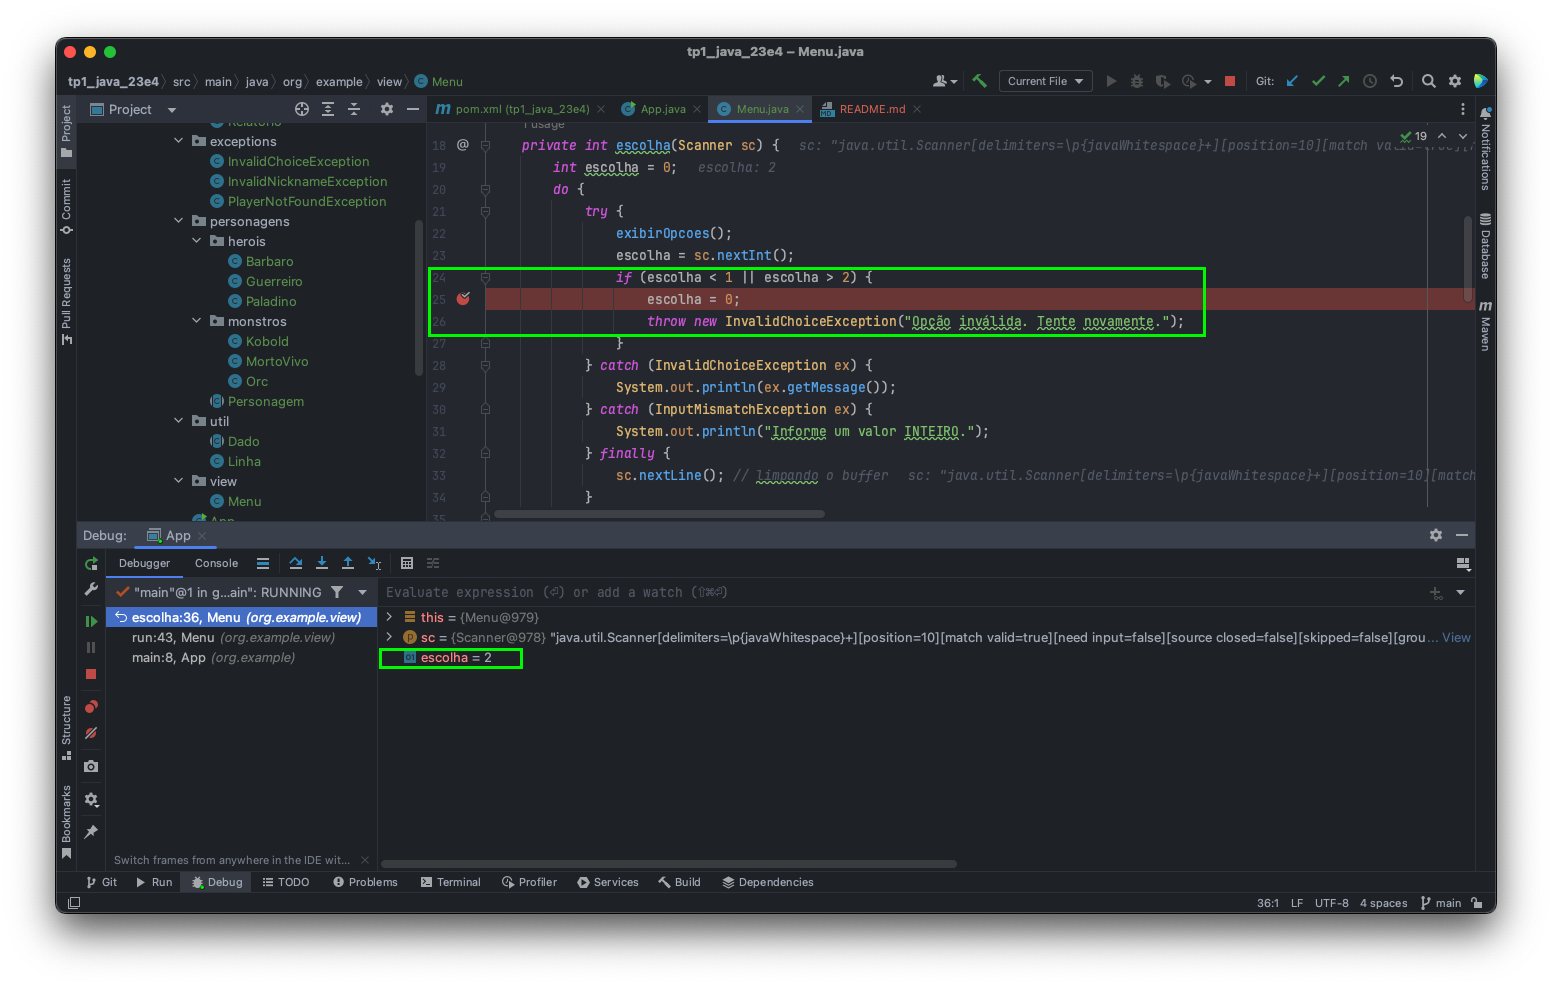 tp1_java_23e4 – Menu.java
tp1_java_23e4 src main java org example view Menu
Current File
Git:
Project
pom.xml (tp1_java_23e4)
App.java
Menu.java
README.md
Project
Commit
Pull Requests
Structure
Bookmarks
Notifications
Database
Maven
Relatorio
exceptions
InvalidChoiceException
InvalidNicknameException
PlayerNotFoundException
personagens
herois
Barbaro
Guerreiro
Paladino
monstros
Kobold
MortoVivo
Orc
Personagem
util
Dado
Linha
view
Menu
App
1 usage
19
18 @ private int escolha(Scanner sc) { sc: "java.util.Scanner[delimiters=\p{javaWhitespace}+][position=10][match valid=true][
19 int escolha = 0; escolha: 2
20 do {
21 try {
22 exibirOpcoes();
23 escolha = sc.nextInt();
24 if (escolha < 1 || escolha > 2) {
25 escolha = 0;
26 throw new InvalidChoiceException("Opção inválida. Tente novamente.");
27 }
28 } catch (InvalidChoiceException ex) {
29 System.out.println(ex.getMessage());
30 } catch (InputMismatchException ex) {
31 System.out.println("Informe um valor INTEIRO.");
32 } finally {
33 sc.nextLine(); // limpando o buffer sc: "java.util.Scanner[delimiters=\p{javaWhitespace}+][position=10][match
34 }
35
Debug: App
Debugger Console
"main"@1 in g...ain": RUNNING
Evaluate expression (⏎) or add a watch (⇧⌘⏎)
escolha:36, Menu (org.example.view)
run:43, Menu (org.example.view)
main:8, App (org.example)
this = {Menu@979}
sc = {Scanner@978} "java.util.Scanner[delimiters=\p{javaWhitespace}+][position=10][match valid=true][need input=false][source closed=false][skipped=false][grou... View
escolha = 2
Switch frames from anywhere in the IDE wit...
Git Run Debug TODO Problems Terminal Profiler Services Build Dependencies
36:1 LF UTF-8 4 spaces main